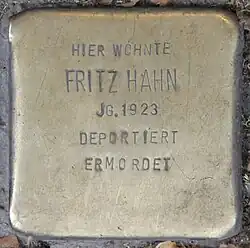 HIER WOHNTE
FRITZ HAHN
JG. 1923
DEPORTIERT
ERMORDET